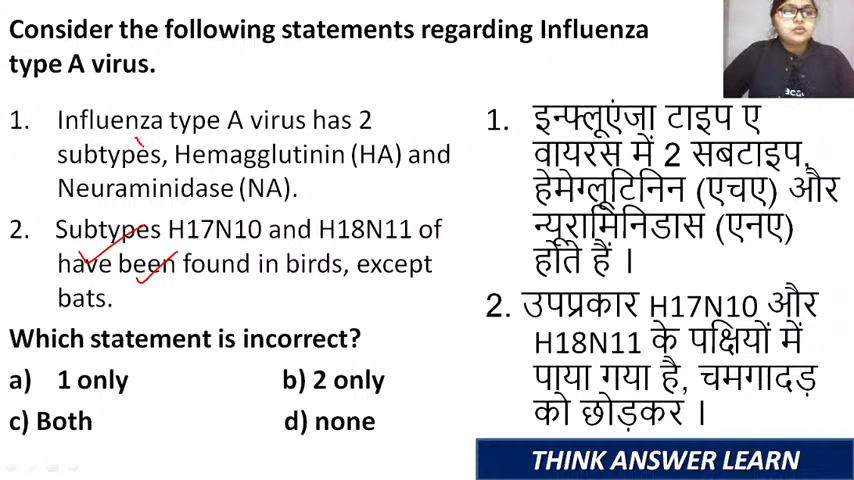 Consider the following statements regarding Influenza
type A virus.
1. Influenza type A virus has 2
subtypes, Hemagglutinin (HA) and
Neuraminidase (NA).
2. Subtypes H17N10 and H18N11 of
have been found in birds, except
bats.
Which statement is incorrect?
a) 1 only b) 2 only
c) Both d) none
1. इन्फ्लूएंजा टाइप ए
वायरस में 2 सबटाइप,
हेमेग्लूटिनिन (एचए) और
न्यूरामिनिडास (एनए)
होते हैं ।
2. उपप्रकार H17N10 और
H18N11 के पक्षियों में
पाया गया है, चमगादड़
को छोड़कर ।
THINK ANSWER LEARN